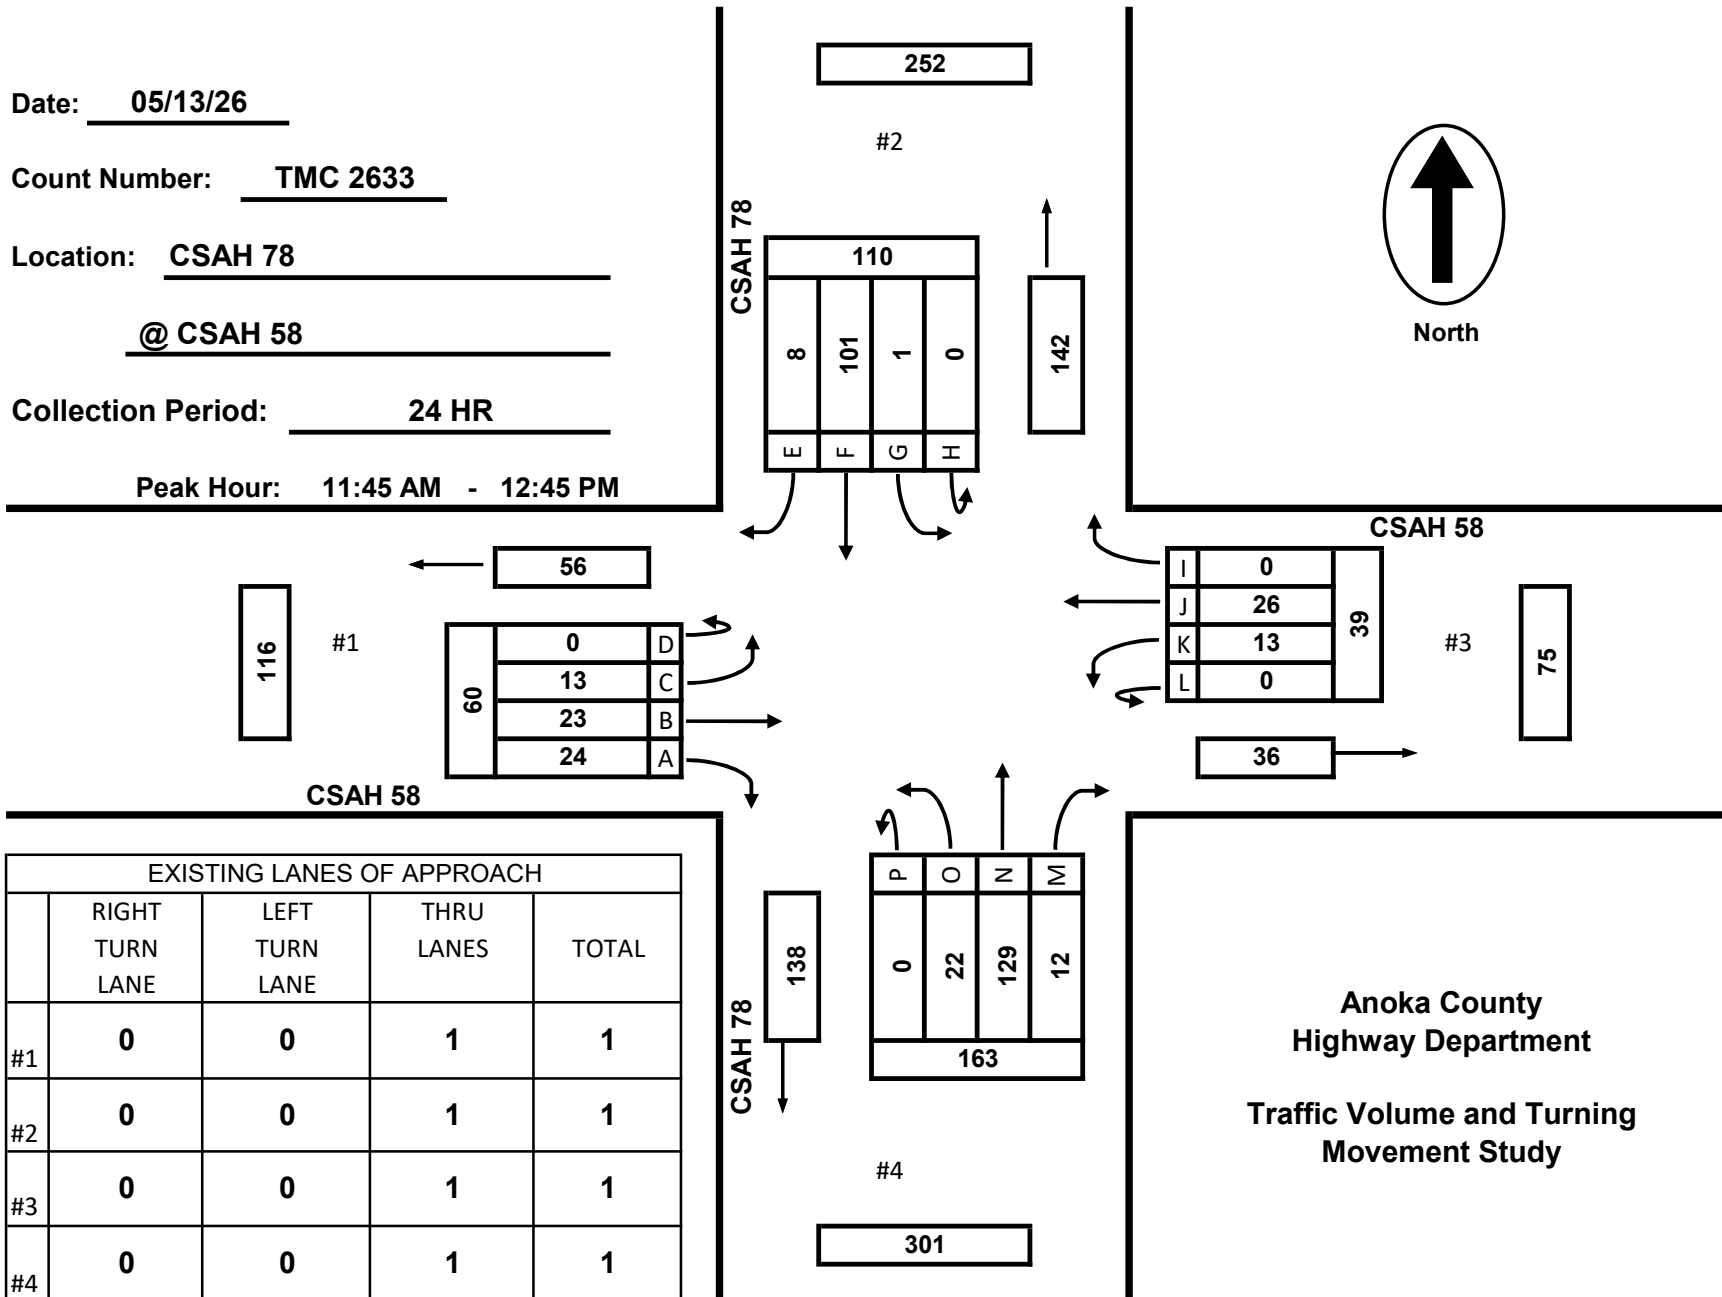 Date: 05/13/26
Count Number: TMC 2633
Location: CSAH 78
@ CSAH 58
Collection Period: 24 HR
Peak Hour: 11:45 AM - 12:45 PM
252
#2
CSAH 78
110
8 101 1 0
E F G H
142
North
CSAH 58
56
116
#1
60
0 D
13 C
23 B
24 A
CSAH 58
I 0
J 26
K 13
L 0
39
#3
75
36
P O N M
0 22 129 12
163
138
CSAH 78
#4
301
EXISTING LANES OF APPROACH
RIGHT TURN LANE
LEFT TURN LANE
THRU LANES
TOTAL
#1 0 0 1 1
#2 0 0 1 1
#3 0 0 1 1
#4 0 0 1 1
Anoka County
Highway Department
Traffic Volume and Turning
Movement Study